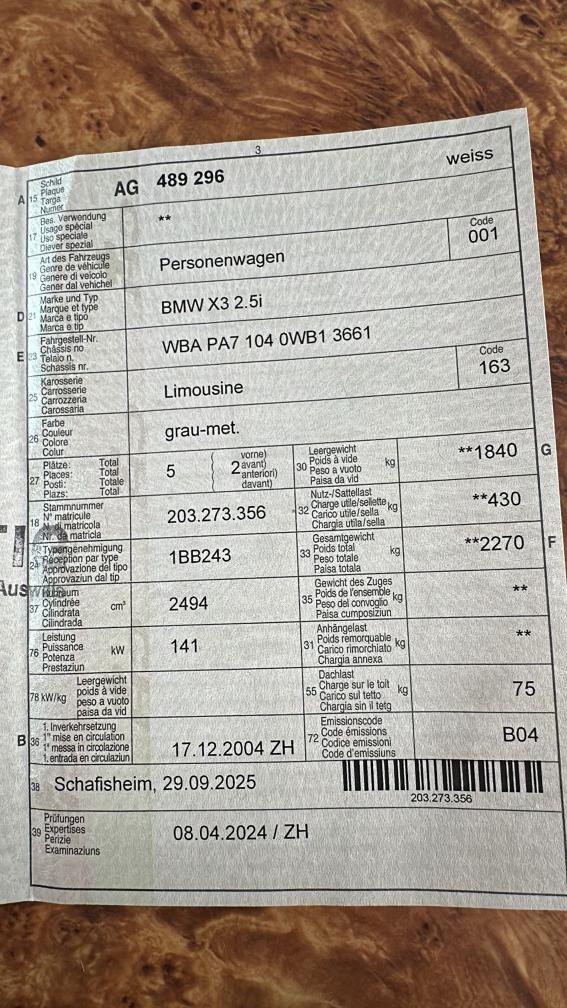 3
A 15 Schild
Plaque
Targa
Numer
AG 489 296 weiss
17 Bes. Verwendung
Usage spécial
Uso speciale
Diever spezial
**
19 Art des Fahrzeugs
Genre de véhicule
Genere di veicolo
Gener dal vehichel
Personenwagen
Code
001
D 21 Marke und Typ
Marque et type
Marca e tipo
Marca e tip
BMW X3 2.5i
E 23 Fahrgestell-Nr.
Châssis no
Telaio n.
Schassis nr.
WBA PA7 104 0WB1 3661
25 Karosserie
Carrosserie
Carrozzeria
Carossaria
Limousine
Code
163
26 Farbe
Couleur
Colore
Colur
grau-met.
27 Plätze: Total
Places: Total
Posti: Totale
Plazs: Total
5
2 vorne)
avant)
anteriori)
davant)
30 Leergewicht
Poids à vide
Peso a vuoto
Paisa da vid
kg
**1840 G
18 Stammnummer
N° matricule
N. di matricola
Nr. da matricla
203.273.356
32 Nutz-/Sattellast
Charge utile/sellette
Carico utile/sella
Chargia utila/sella
kg
**430
24 Typengenehmigung
Réception par type
Approvazione del tipo
Approvaziun dal tip
1BB243
33 Gesamtgewicht
Poids total
Peso totale
Paisa totala
kg
**2270 F
37 Hubraum
Cylindrée
Cilindrata
Cilindrada
cm³
2494
35 Gewicht des Zuges
Poids de l'ensemble
Peso del convoglio
Paisa cumposiziun
kg
**
76 Leistung
Puissance
Potenza
Prestaziun
kW
141
31 Anhängelast
Poids remorquable
Carico rimorchiato
Chargia annexa
kg
**
78 kW/kg Leergewicht
poids à vide
peso a vuoto
paisa da vid
55 Dachlast
Charge sur le toit
Carico sul tetto
Chargia sin il tetg
kg
75
B 36 1. Inverkehrsetzung
1re mise en circulation
1a messa in circolazione
1. entrada en circulaziun
17.12.2004 ZH
72 Emissionscode
Code émissions
Codice emissioni
Code d'emissiuns
B04
38 Schafisheim, 29.09.2025
203.273.356
39 Prüfungen
Expertises
Perizie
Examinaziuns
08.04.2024 / ZH